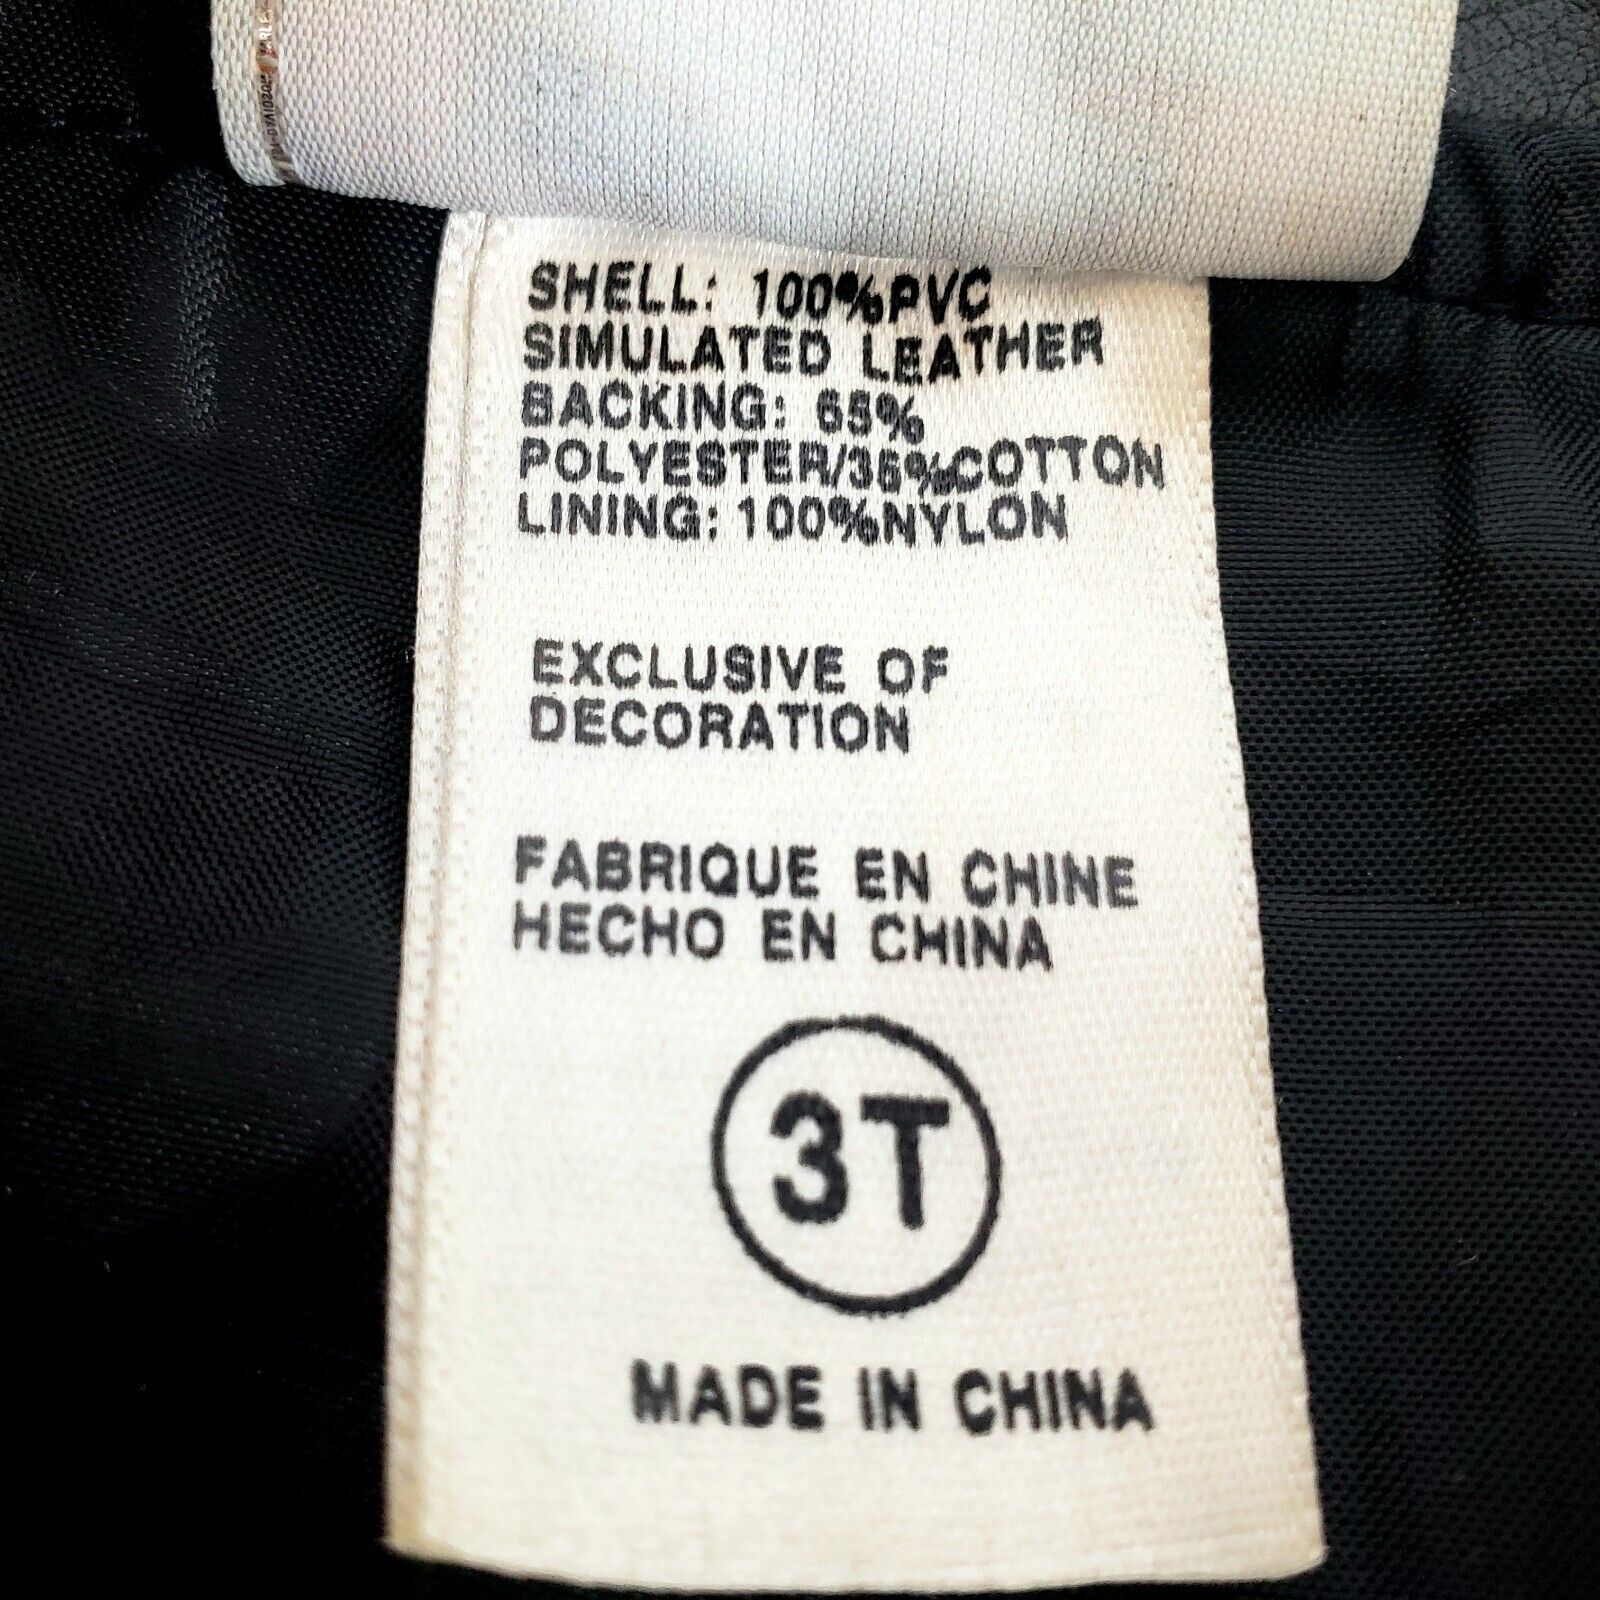 SHELL: 100%PVC
SIMULATED LEATHER
BACKING: 65%
POLYESTER/35%COTTON
LINING: 100%NYLON
EXCLUSIVE OF
DECORATION
FABRIQUE EN CHINE
HECHO EN CHINA
3T
MADE IN CHINA